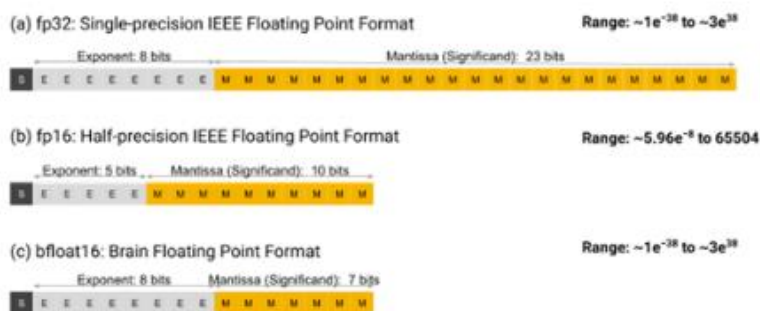 (a) fp32: Single-precision IEEE Floating Point Format Range: ~1e⁻³⁸ to ~3e³⁸
Exponent: 8 bits Mantissa (Significand): 23 bits
S E E E E E E E E M M M M M M M M M M M M M M M M M M M M M M M
(b) fp16: Half-precision IEEE Floating Point Format Range: ~5.96e⁻⁸ to 65504
Exponent: 5 bits Mantissa (Significand): 10 bits
S E E E E E M M M M M M M M M M
(c) bfloat16: Brain Floating Point Format Range: ~1e⁻³⁸ to ~3e³⁸
Exponent: 8 bits Mantissa (Significand): 7 bits
S E E E E E E E E M M M M M M M